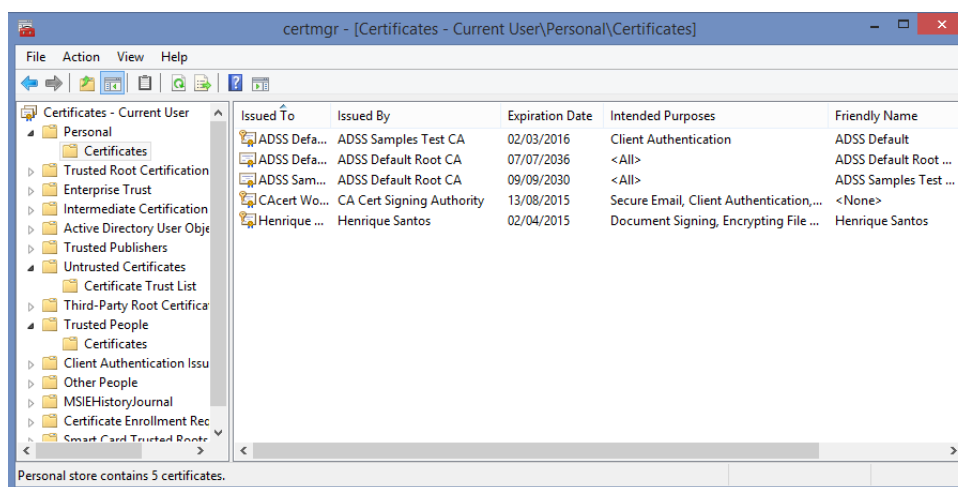 certmgr - [Certificates - Current User\Personal\Certificates]
File Action View Help
Certificates - Current User
Personal
Certificates
Trusted Root Certification
Enterprise Trust
Intermediate Certification
Active Directory User Obje
Trusted Publishers
Untrusted Certificates
Certificate Trust List
Third-Party Root Certifica
Trusted People
Certificates
Client Authentication Issu
Other People
MSIEHistoryJournal
Certificate Enrollment Req
Smart Card Trusted Roots
Issued To Issued By Expiration Date Intended Purposes Friendly Name
ADSS Defa... ADSS Samples Test CA 02/03/2016 Client Authentication ADSS Default
ADSS Defa... ADSS Default Root CA 07/07/2036 <All> ADSS Default Root ...
ADSS Sam... ADSS Default Root CA 09/09/2030 <All> ADSS Samples Test ...
CAcert Wo... CA Cert Signing Authority 13/08/2015 Secure Email, Client Authentication,... <None>
Henrique ... Henrique Santos 02/04/2015 Document Signing, Encrypting File ... Henrique Santos
Personal store contains 5 certificates.